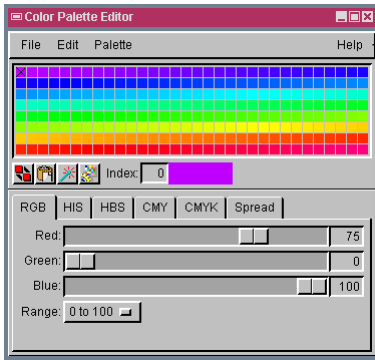 Color Palette Editor
File Edit Palette Help
Index: 0
RGB HIS HBS CMY CMYK Spread
Red: 75
Green: 0
Blue: 100
Range: 0 to 100